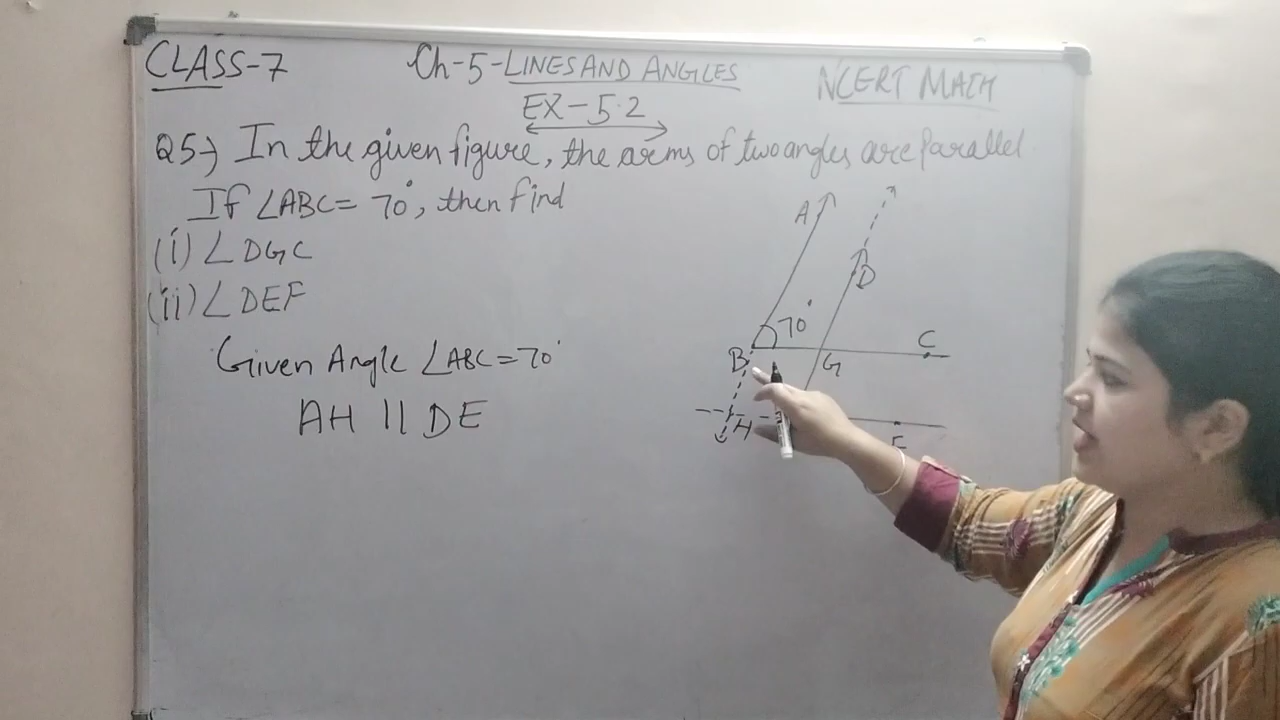 CLASS-7
Ch-5-LINES AND ANGLES
NCERT MATH
EX-5.2
Q5→ In the given figure, the arms of two angles are parallel
If ∠ABC = 70°, then find
(i) ∠DGC
(ii) ∠DEF
Given Angle ∠ABC = 70°
AH || DE
A
D
70°
B
G
C
H
F